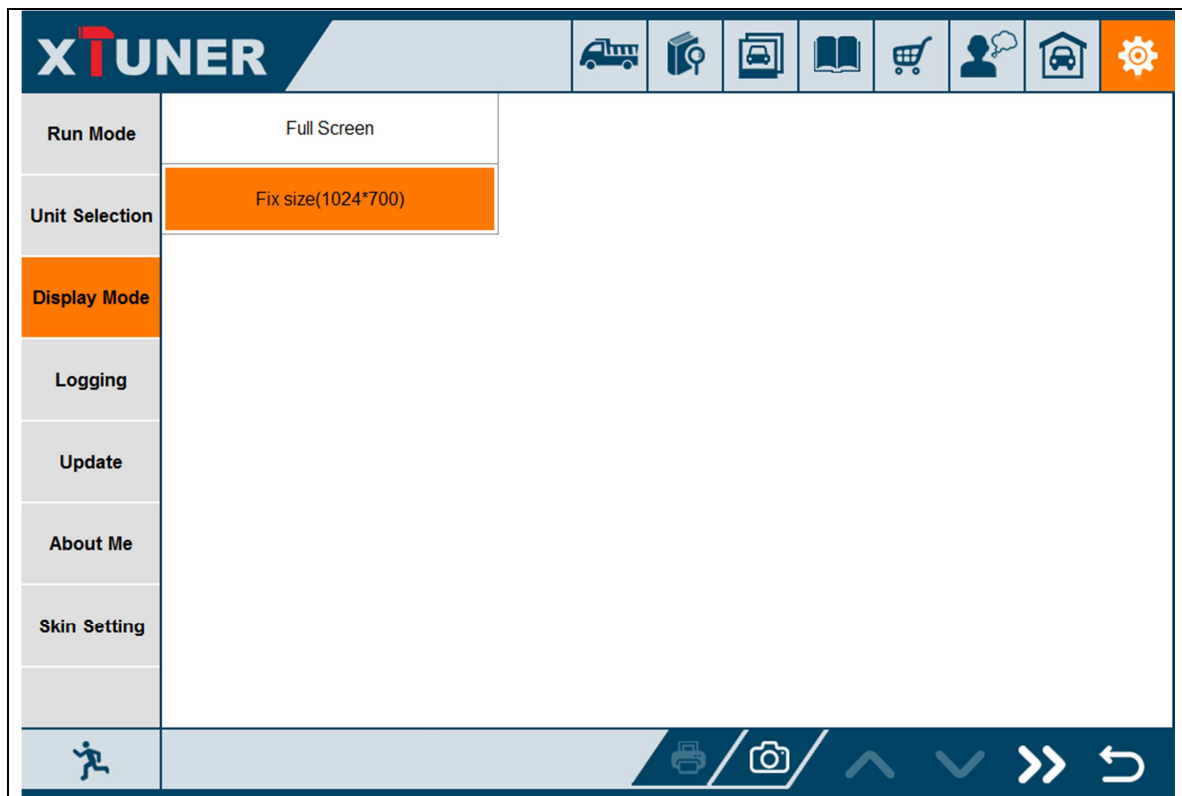 XTUNER
Run Mode
Unit Selection
Display Mode
Logging
Update
About Me
Skin Setting
Full Screen
Fix size(1024*700)